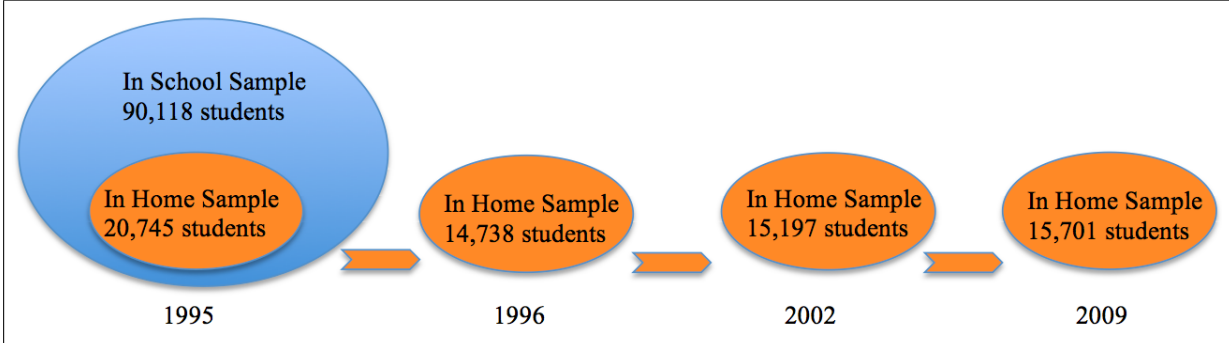 In School Sample
90,118 students
In Home Sample
20,745 students
In Home Sample
14,738 students
In Home Sample
15,197 students
In Home Sample
15,701 students
1995
1996
2002
2009